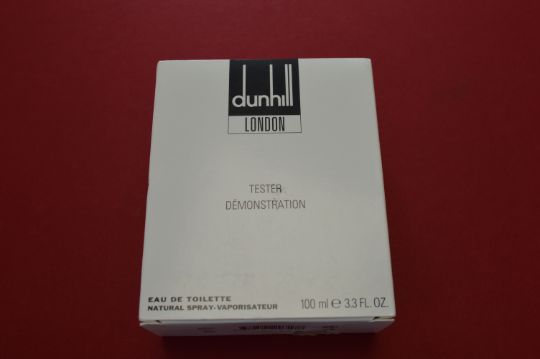 dunhill
LONDON
TESTER
DÉMONSTRATION
EAU DE TOILETTE
NATURAL SPRAY-VAPORISATEUR
100 ml ℮ 3.3 FL. OZ.